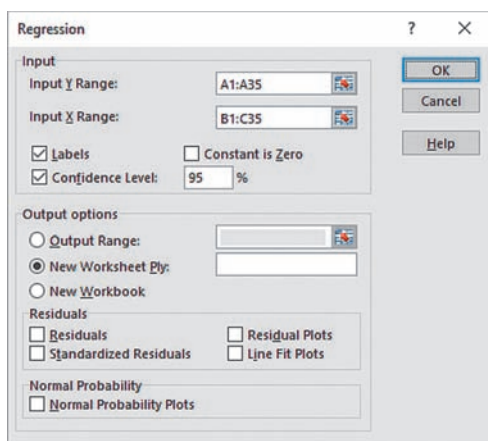 Regression ? ×
Input
Input Y Range: A1:A35
Input X Range: B1:C35
Labels Constant is Zero
Confidence Level: 95 %
OK
Cancel
Help
Output options
Output Range:
New Worksheet Ply:
New Workbook
Residuals
Residuals Residual Plots
Standardized Residuals Line Fit Plots
Normal Probability
Normal Probability Plots